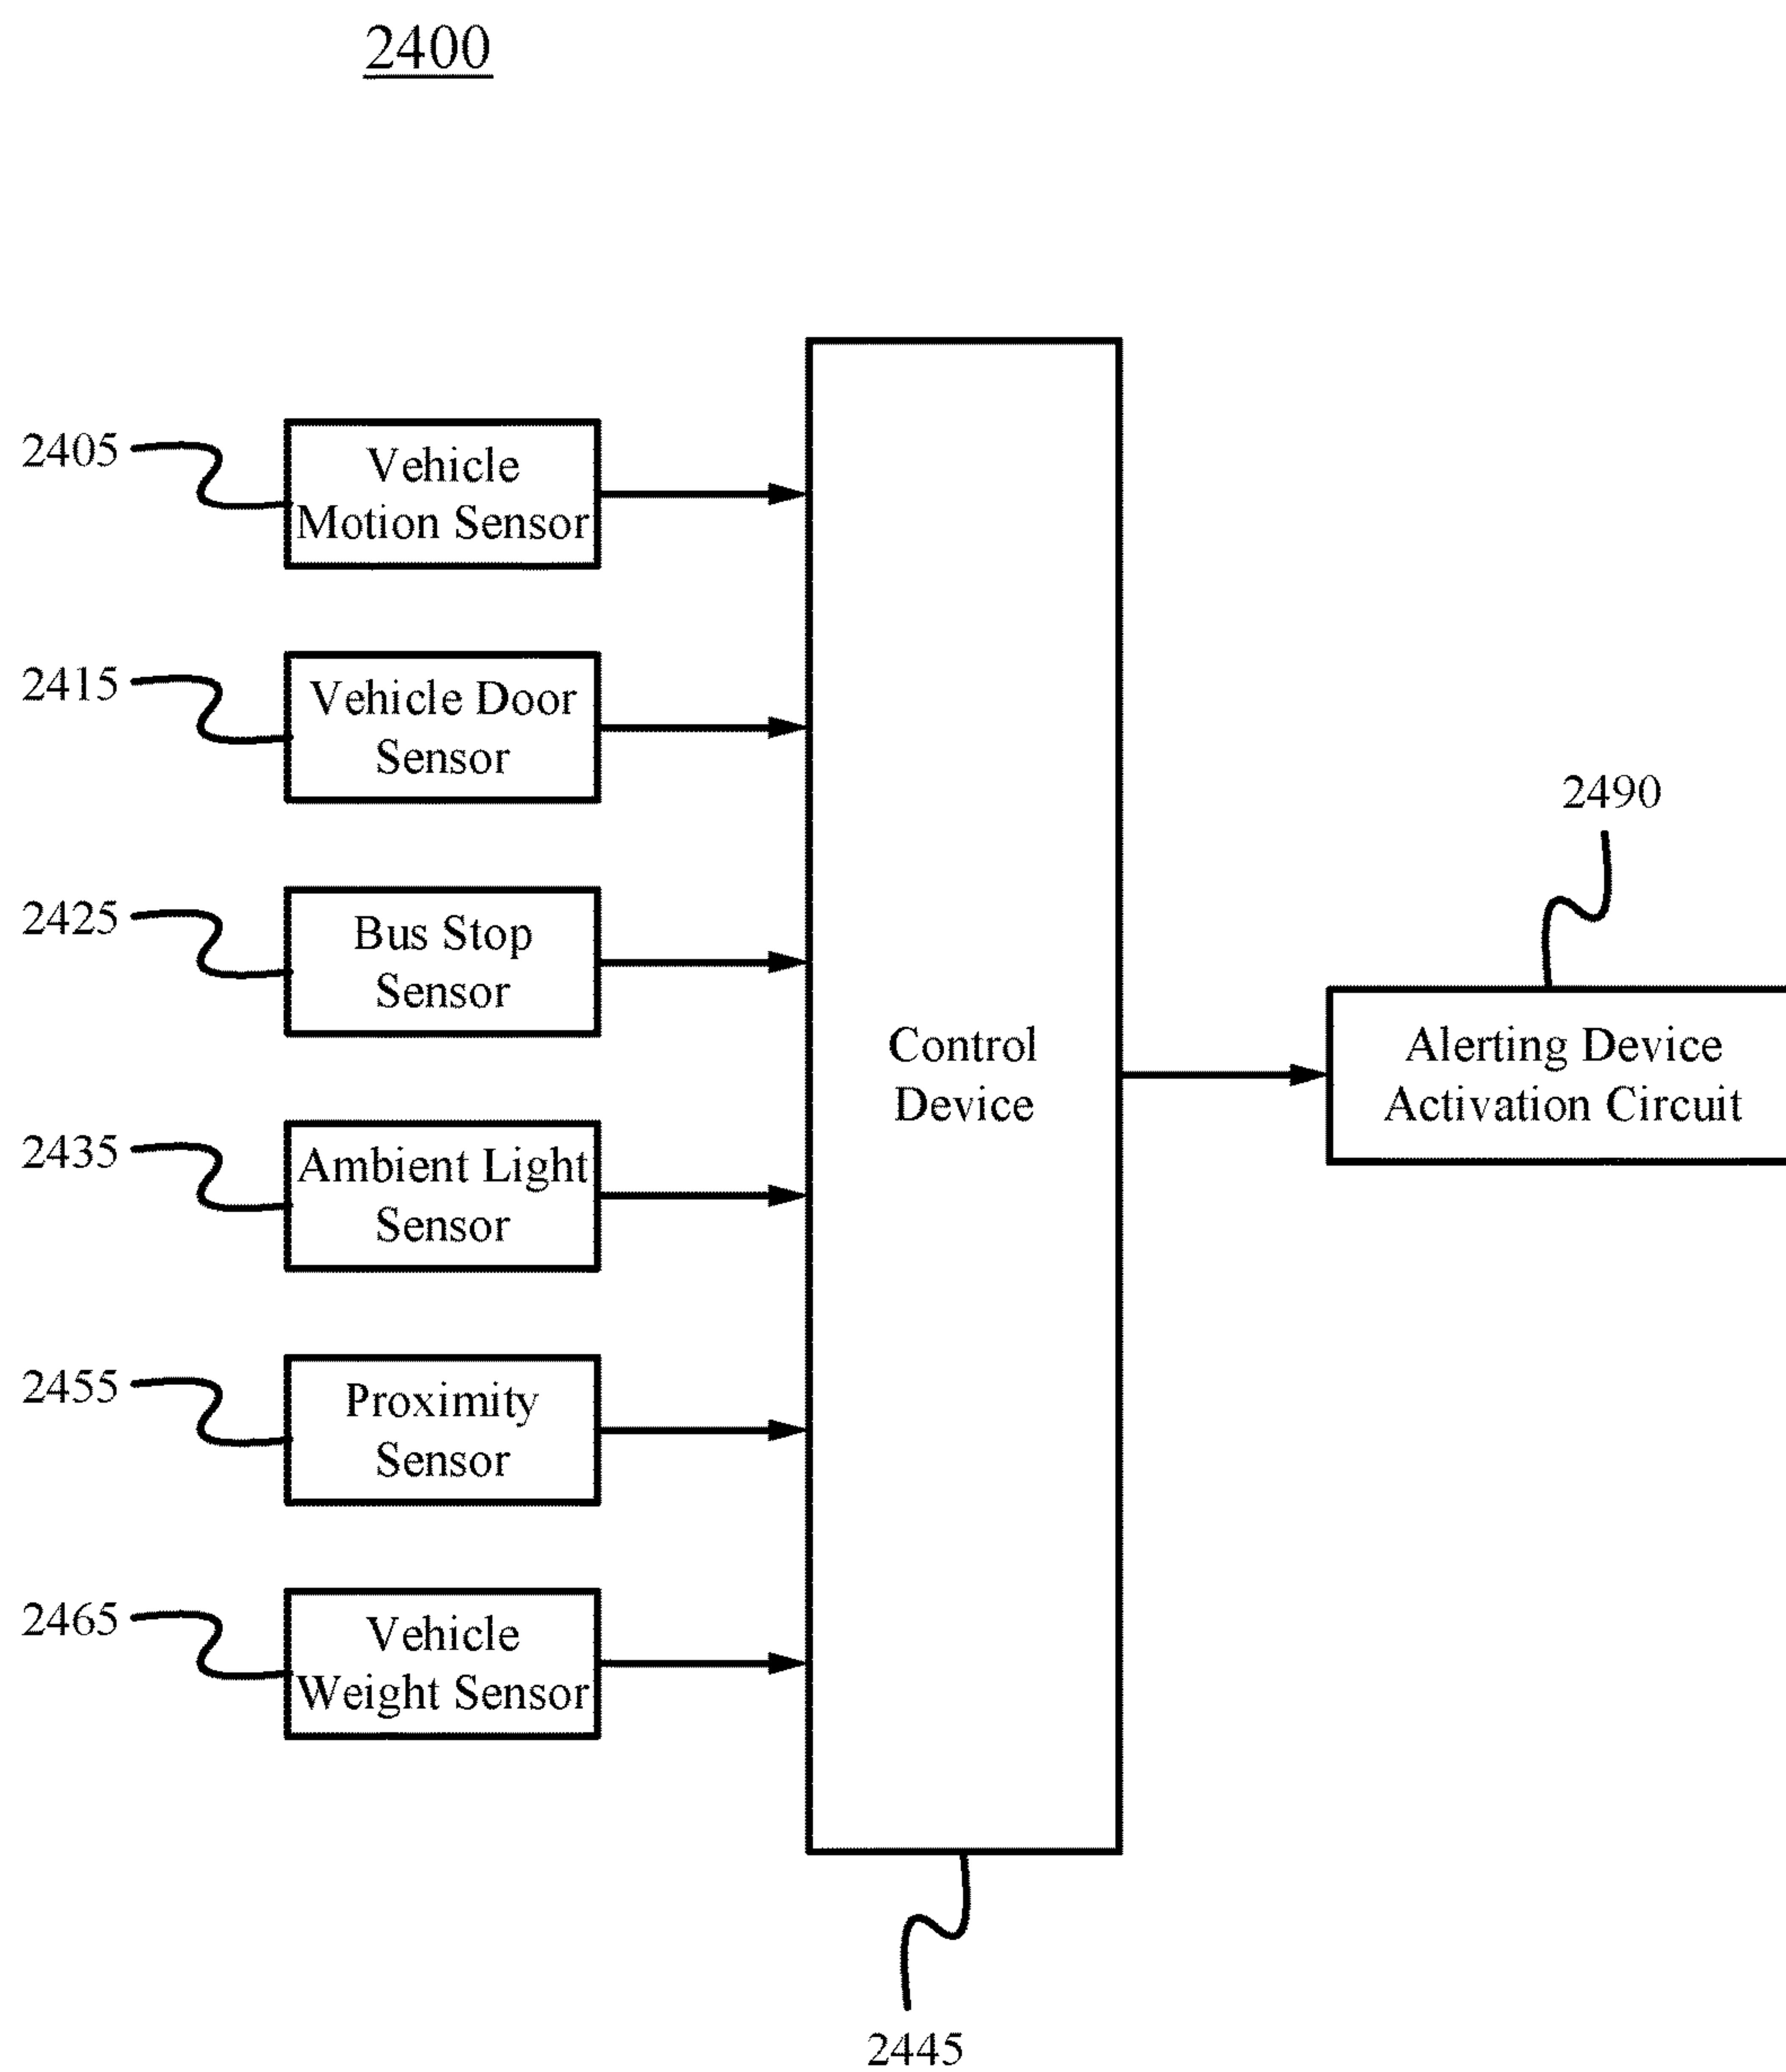 2400
2405
Vehicle
Motion Sensor
2415
Vehicle Door
Sensor
2425
Bus Stop
Sensor
2435
Ambient Light
Sensor
2455
Proximity
Sensor
2465
Vehicle
Weight Sensor
Control
Device
2445
2490
Alerting Device
Activation Circuit